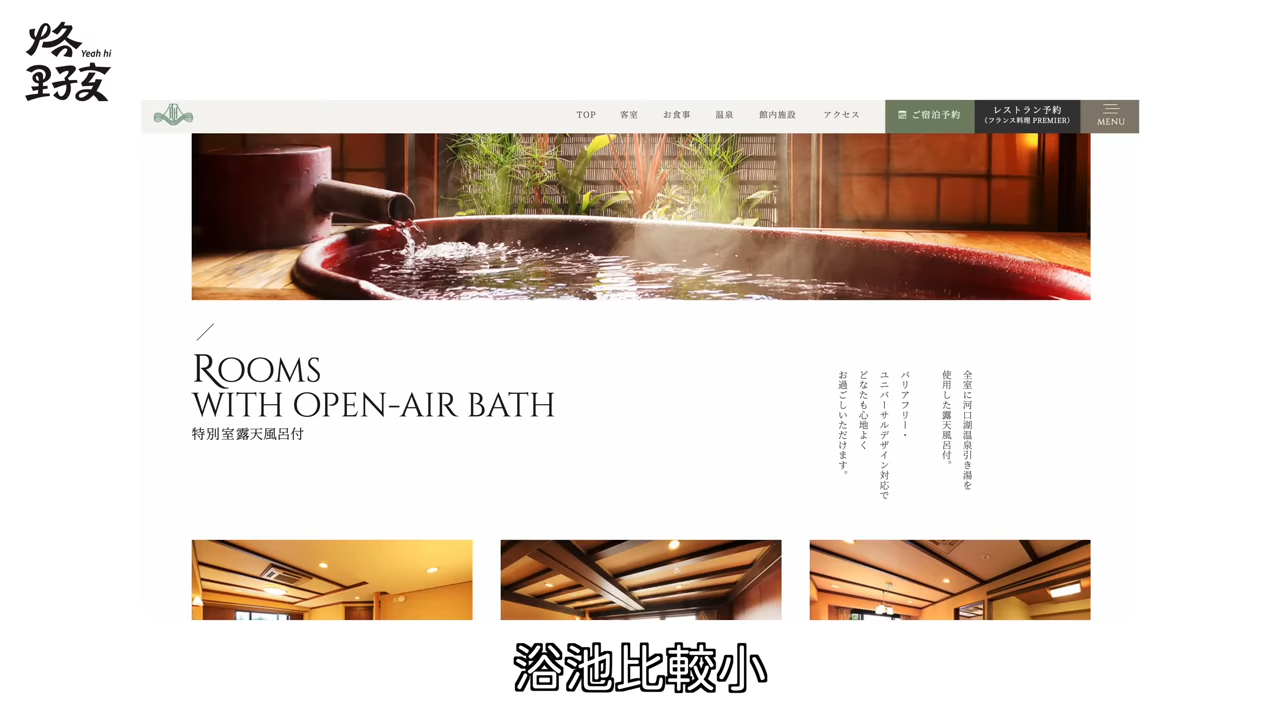 烙
Yeah hi
野亥
TOP 客室 お食事 温泉 館内施設 アクセス ご宿泊予約 レストラン予約
(フランス料理 PREMIER)
MENU
ROOMS
WITH OPEN-AIR BATH
特別室露天風呂付
全室に河口湖温泉引き湯を
使用した露天風呂付。
バリアフリー・
ユニバーサルデザイン対応で
どなたも心地よく
お過ごしいただけます。
浴池比較小